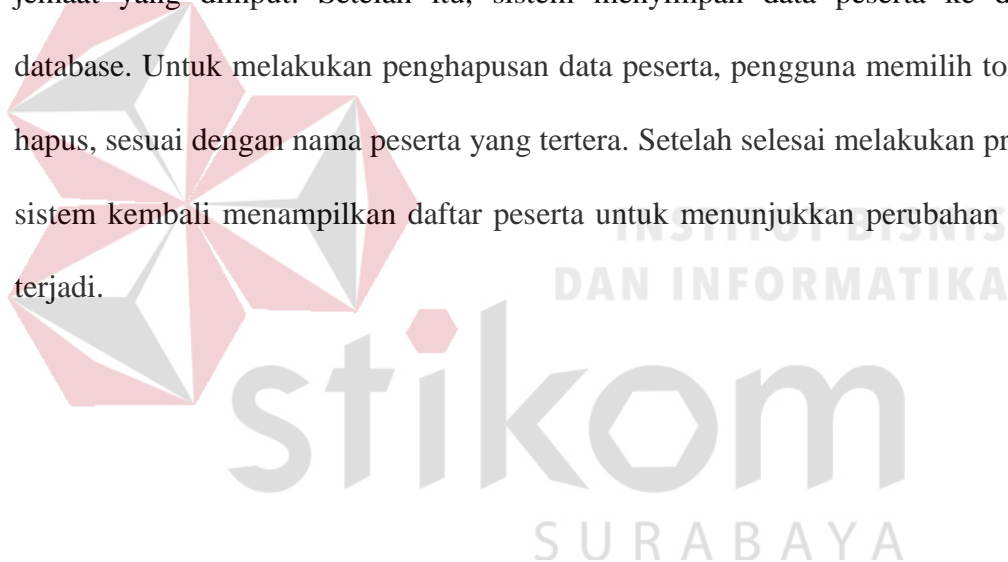 jemaat yang diinput. Setelah itu, sistem menyimpan data peserta ke d
database. Untuk melakukan penghapusan data peserta, pengguna memilih to
hapus, sesuai dengan nama peserta yang tertera. Setelah selesai melakukan pr
sistem kembali menampilkan daftar peserta untuk menunjukkan perubahan
terjadi.
INSTITUT BISNIS
DAN INFORMATIKA
stikom
SURABAYA